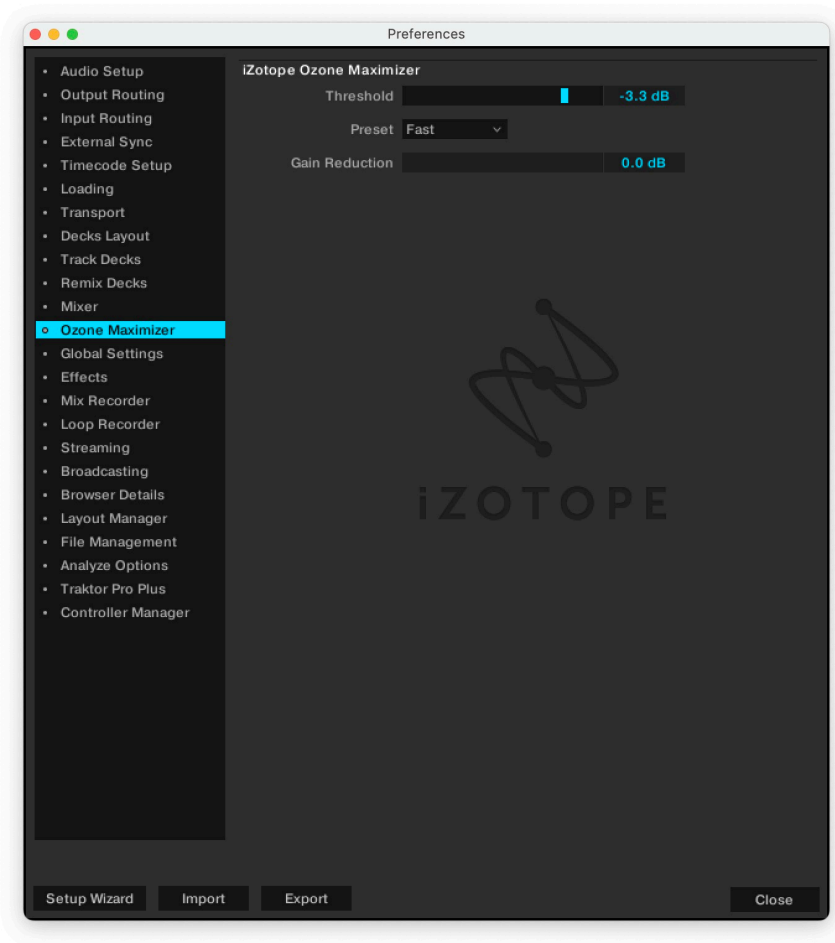 Preferences
Audio Setup
Output Routing
Input Routing
External Sync
Timecode Setup
Loading
Transport
Decks Layout
Track Decks
Remix Decks
Mixer
Ozone Maximizer
Global Settings
Effects
Mix Recorder
Loop Recorder
Streaming
Broadcasting
Browser Details
Layout Manager
File Management
Analyze Options
Traktor Pro Plus
Controller Manager
iZotope Ozone Maximizer
Threshold -3.3 dB
Preset Fast
Gain Reduction 0.0 dB
iZOTOPE
Setup Wizard Import Export Close